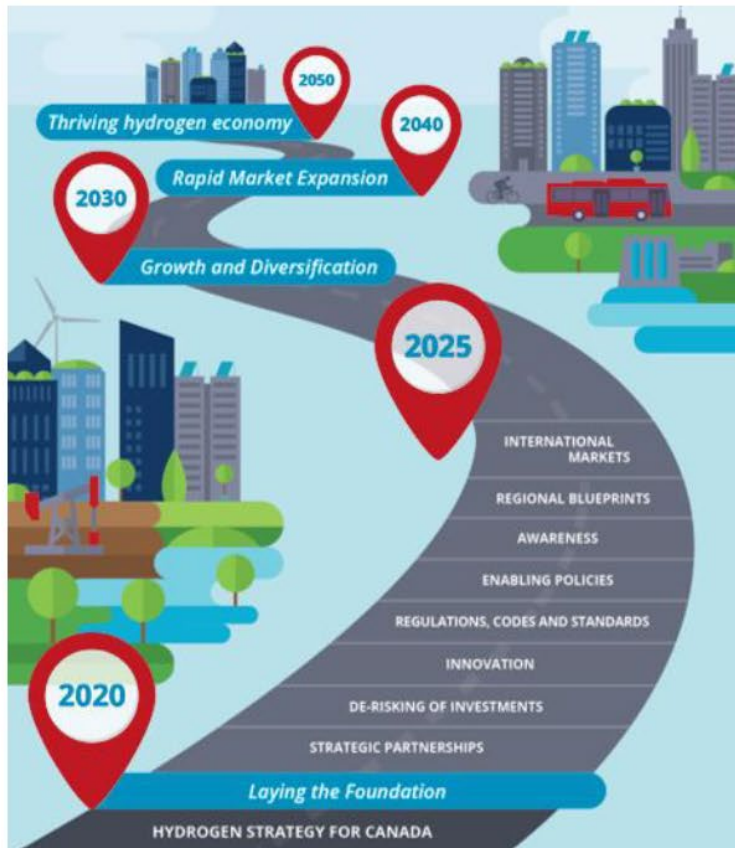 2050
Thriving hydrogen economy
2040
Rapid Market Expansion
2030
Growth and Diversification
2025
INTERNATIONAL
MARKETS
REGIONAL BLUEPRINTS
AWARENESS
ENABLING POLICIES
REGULATIONS, CODES AND STANDARDS
INNOVATION
DE-RISKING OF INVESTMENTS
STRATEGIC PARTNERSHIPS
2020
Laying the Foundation
HYDROGEN STRATEGY FOR CANADA